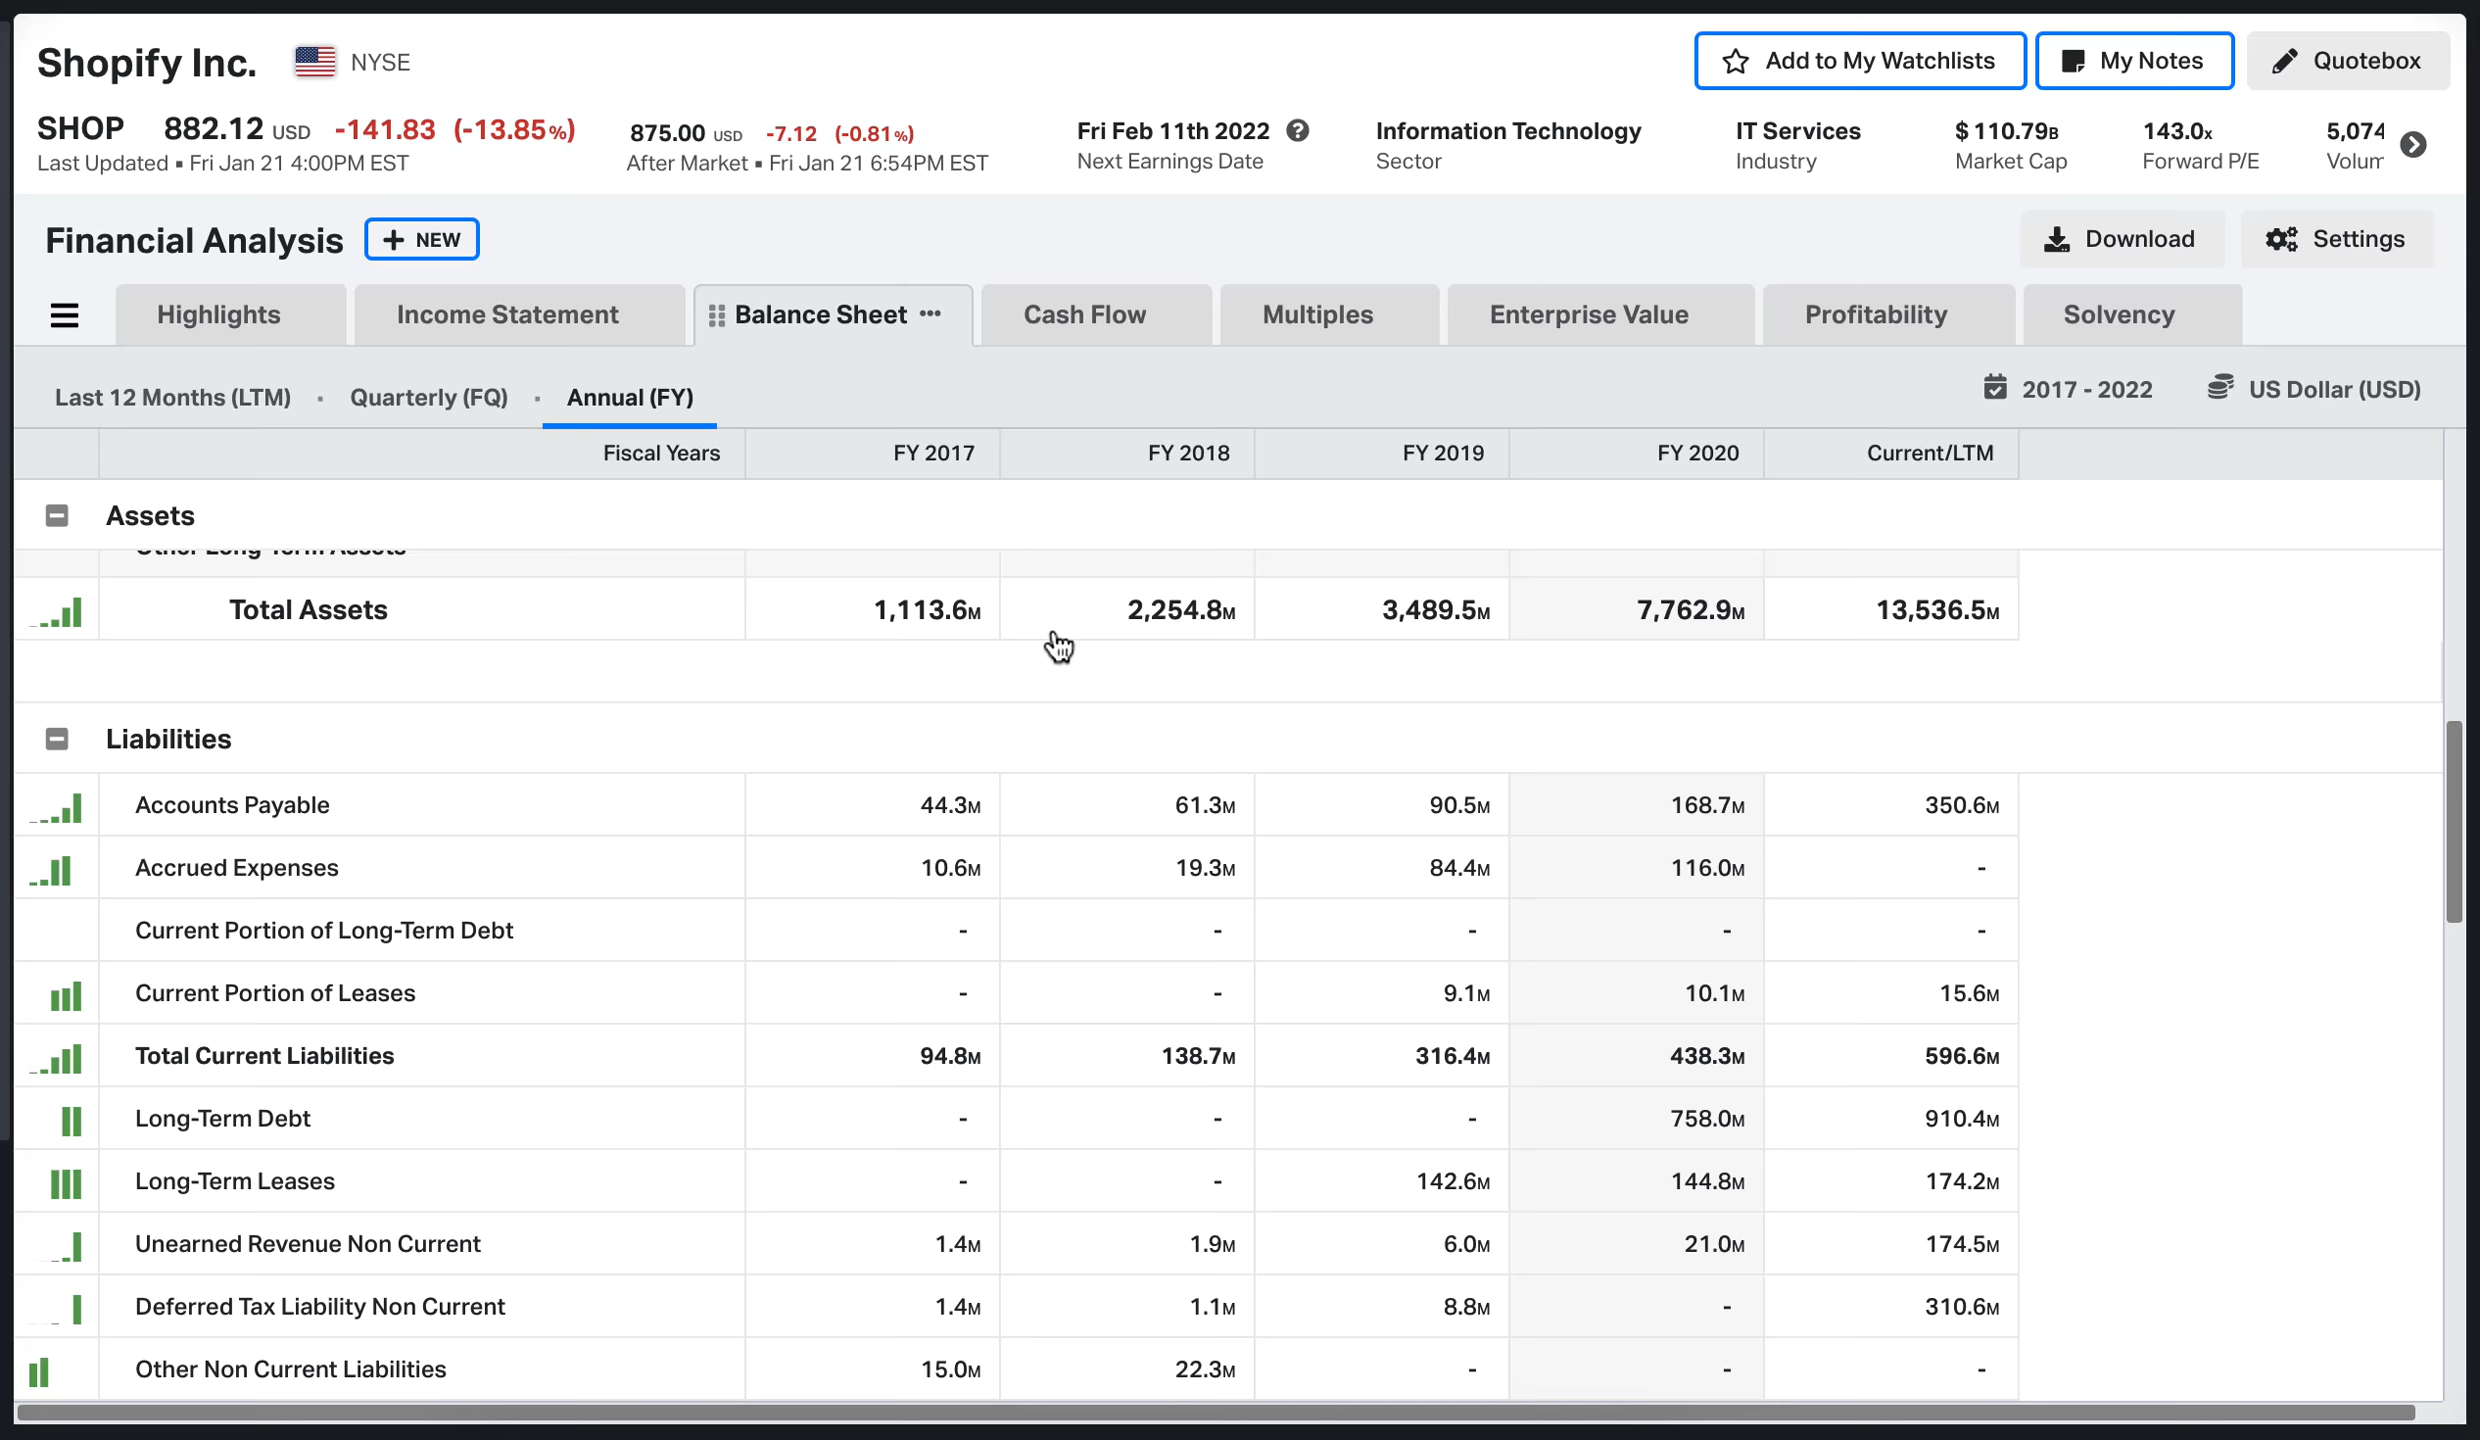 Shopify Inc. NYSE Add to My Watchlists My Notes Quotebox
SHOP 882.12 USD -141.83 (-13.85%) 875.00 USD -7.12 (-0.81%) Fri Feb 11th 2022 ? Information Technology IT Services $ 110.79B 143.0x 5,074
Last Updated ▪ Fri Jan 21 4:00PM EST After Market ▪ Fri Jan 21 6:54PM EST Next Earnings Date Sector Industry Market Cap Forward P/E Volum
Financial Analysis + NEW Download Settings
Highlights Income Statement Balance Sheet ••• Cash Flow Multiples Enterprise Value Profitability Solvency
Last 12 Months (LTM) · Quarterly (FQ) · Annual (FY) 2017 - 2022 US Dollar (USD)
Fiscal Years FY 2017 FY 2018 FY 2019 FY 2020 Current/LTM
Assets
Other Long-Term Assets
Total Assets 1,113.6M 2,254.8M 3,489.5M 7,762.9M 13,536.5M
Liabilities
Accounts Payable 44.3M 61.3M 90.5M 168.7M 350.6M
Accrued Expenses 10.6M 19.3M 84.4M 116.0M -
Current Portion of Long-Term Debt - - - - -
Current Portion of Leases - - 9.1M 10.1M 15.6M
Total Current Liabilities 94.8M 138.7M 316.4M 438.3M 596.6M
Long-Term Debt - - - 758.0M 910.4M
Long-Term Leases - - 142.6M 144.8M 174.2M
Unearned Revenue Non Current 1.4M 1.9M 6.0M 21.0M 174.5M
Deferred Tax Liability Non Current 1.4M 1.1M 8.8M - 310.6M
Other Non Current Liabilities 15.0M 22.3M - - -